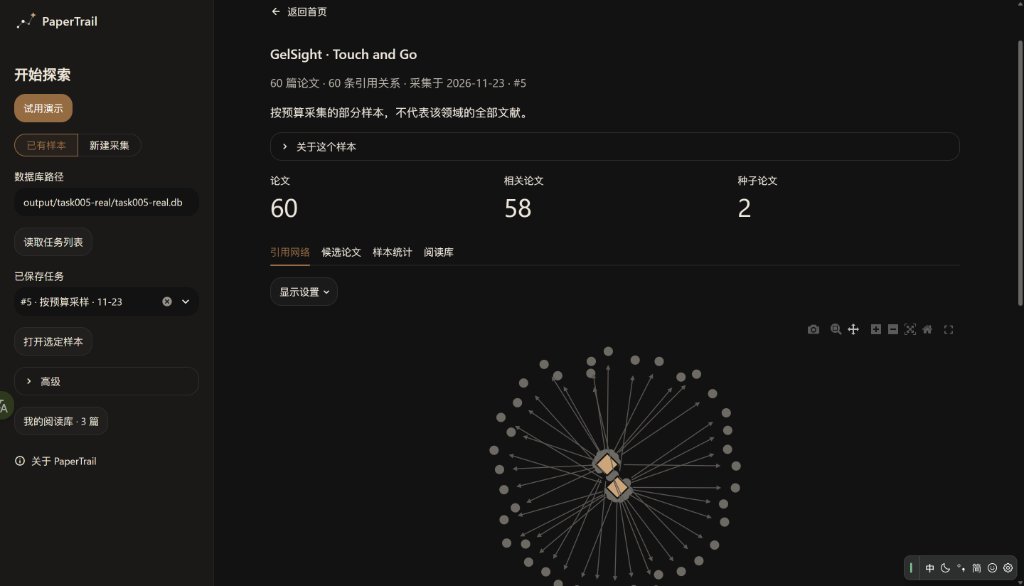 PaperTrail
开始探索
试用演示
已有样本
新建采集
数据库路径
output/task005-real/task005-real.db
读取任务列表
已保存任务
#5 · 按预算采样 · 11-23
打开选定样本
高级
我的阅读库 · 3 篇
关于 PaperTrail
返回首页
GelSight · Touch and Go
60 篇论文 · 60 条引用关系 · 采集于 2026-11-23 · #5
按预算采集的部分样本，不代表该领域的全部文献。
关于这个样本
论文 相关论文 种子论文
60 58 2
引用网络 候选论文 样本统计 阅读库
显示设置
A
中 简